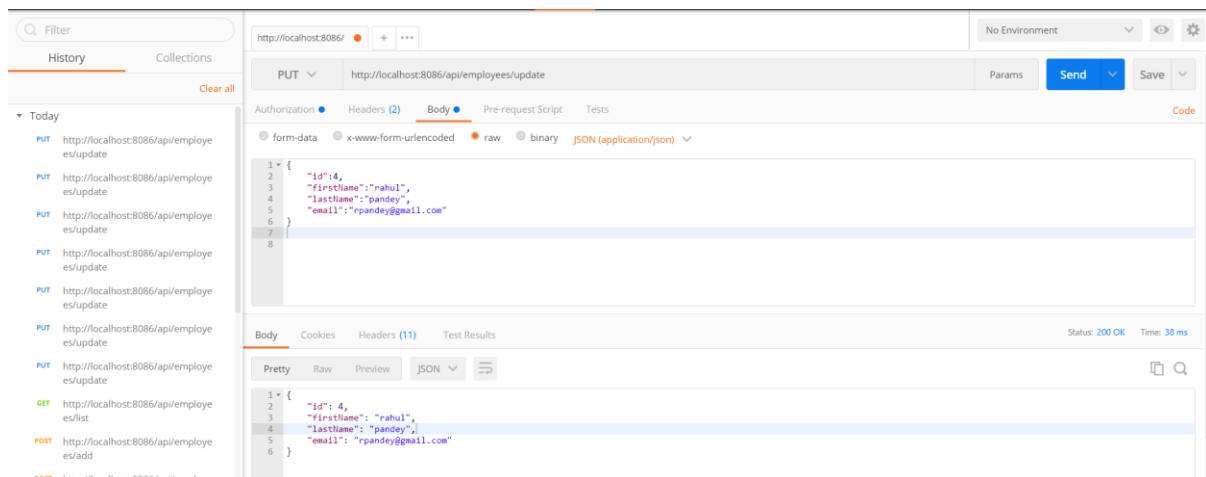 Filter
History
Collections
Clear all
Today
PUT http://localhost:8086/api/employe
es/update
PUT http://localhost:8086/api/employe
es/update
PUT http://localhost:8086/api/employe
es/update
PUT http://localhost:8086/api/employe
es/update
PUT http://localhost:8086/api/employe
es/update
PUT http://localhost:8086/api/employe
es/update
PUT http://localhost:8086/api/employe
es/update
GET http://localhost:8086/api/employe
es/list
POST http://localhost:8086/api/employe
es/add
http://localhost:8086/ + •••
No Environment
PUT http://localhost:8086/api/employees/update Params Send Save
Authorization Headers (2) Body Pre-request Script Tests Code
form-data x-www-form-urlencoded raw binary JSON (application/json)
1 {
2 "id":4,
3 "firstName":"rahul",
4 "lastName":"pandey",
5 "email":"rpandey@gmail.com"
6 }
7
8
Body Cookies Headers (11) Test Results Status: 200 OK Time: 38 ms
Pretty Raw Preview JSON
1 {
2 "id": 4,
3 "firstName": "rahul",
4 "lastName": "pandey",
5 "email": "rpandey@gmail.com"
6 }